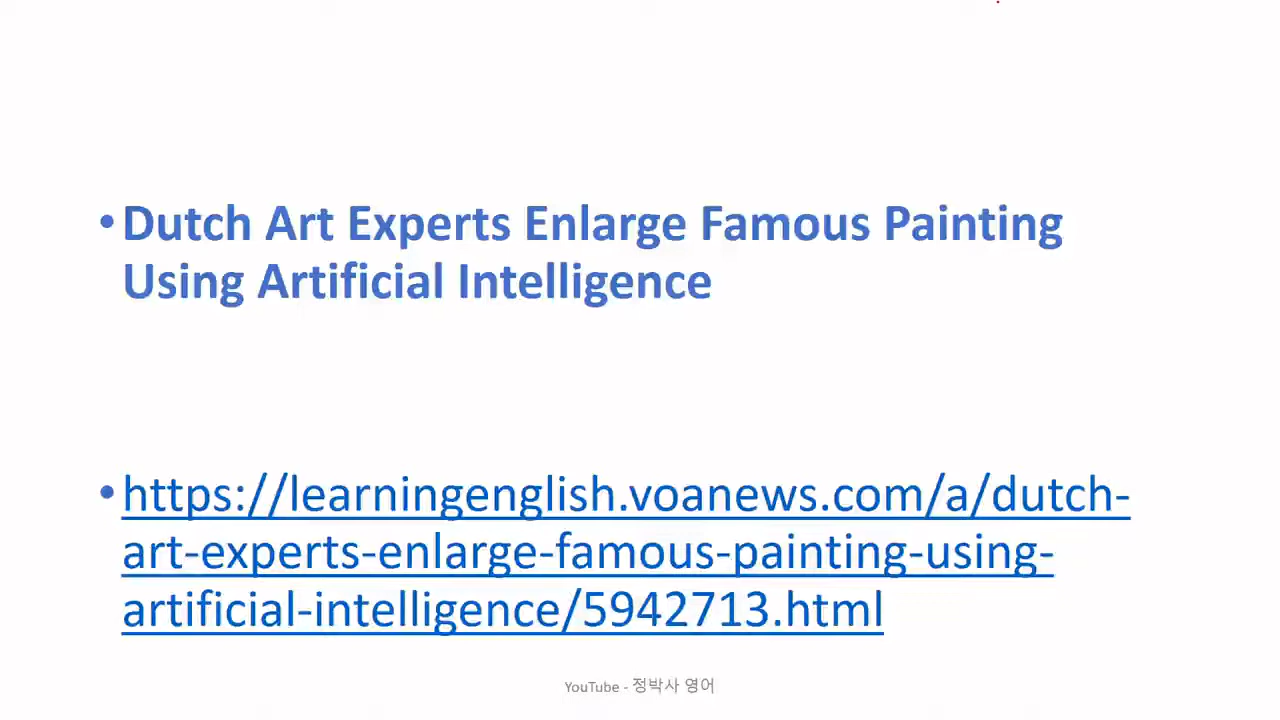 •Dutch Art Experts Enlarge Famous Painting
Using Artificial Intelligence
•https://learningenglish.voanews.com/a/dutch-
art-experts-enlarge-famous-painting-using-
artificial-intelligence/5942713.html
YouTube - 정박사 영어